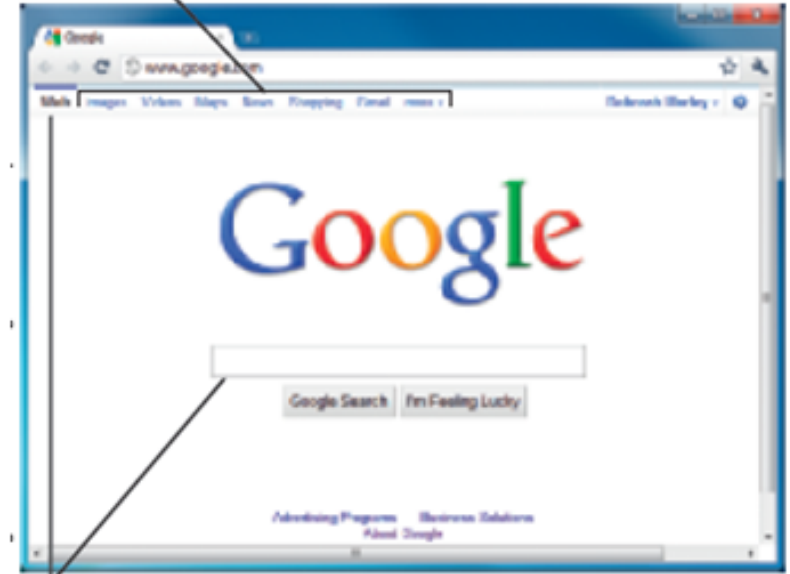 Google
www.google.com
Web Images Videos Maps News Shopping Gmail more
Google
Google Search I'm Feeling Lucky
Advertising Programs Business Solutions
About Google